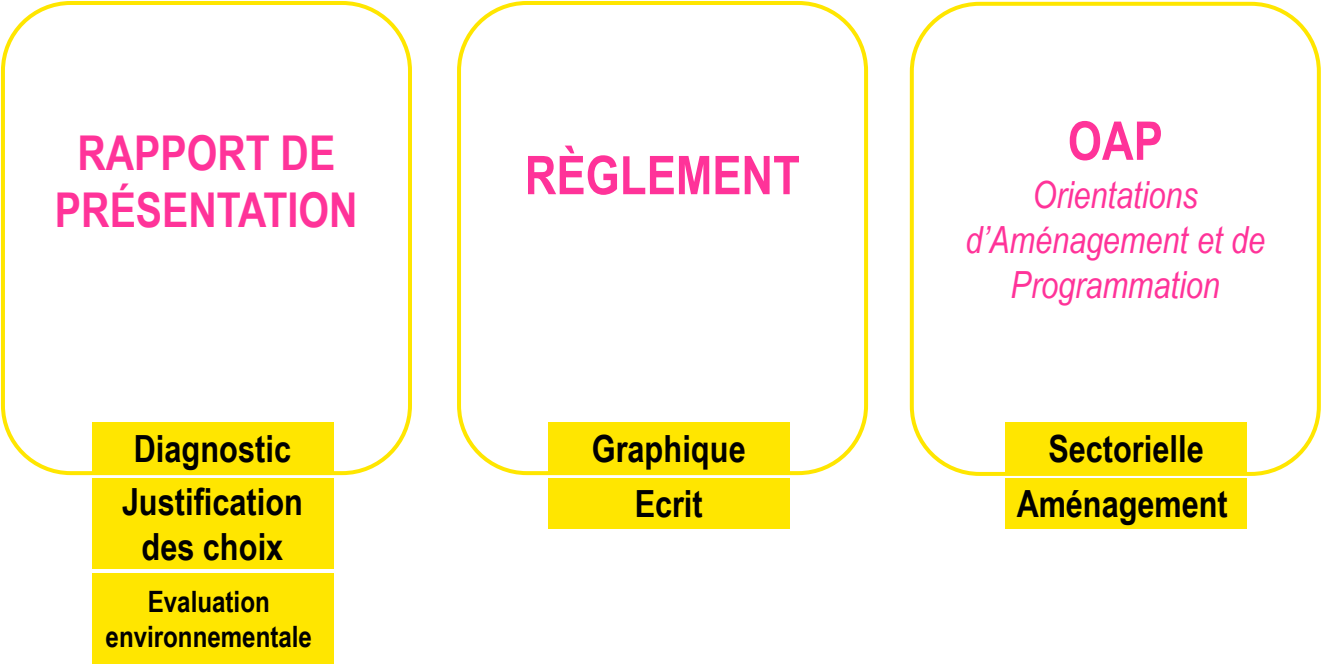 RAPPORT DE
PRÉSENTATION
Diagnostic
Justification
des choix
Evaluation
environnementale
RÈGLEMENT
Graphique
Ecrit
OAP
Orientations
d’Aménagement et de
Programmation
Sectorielle
Aménagement